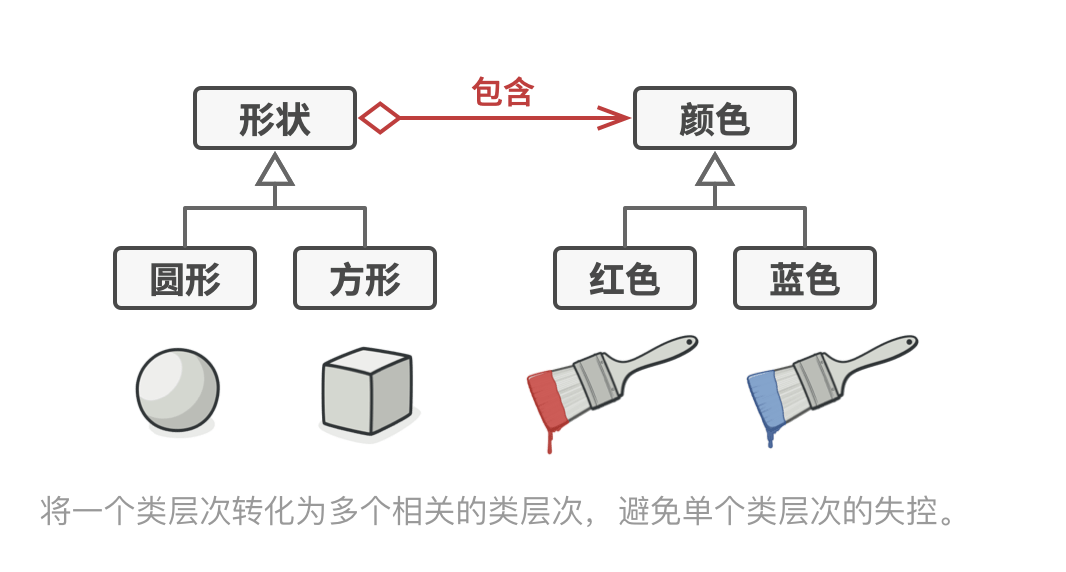 包含
形状
颜色
圆形
方形
红色
蓝色
将一个类层次转化为多个相关的类层次，避免单个类层次的失控。